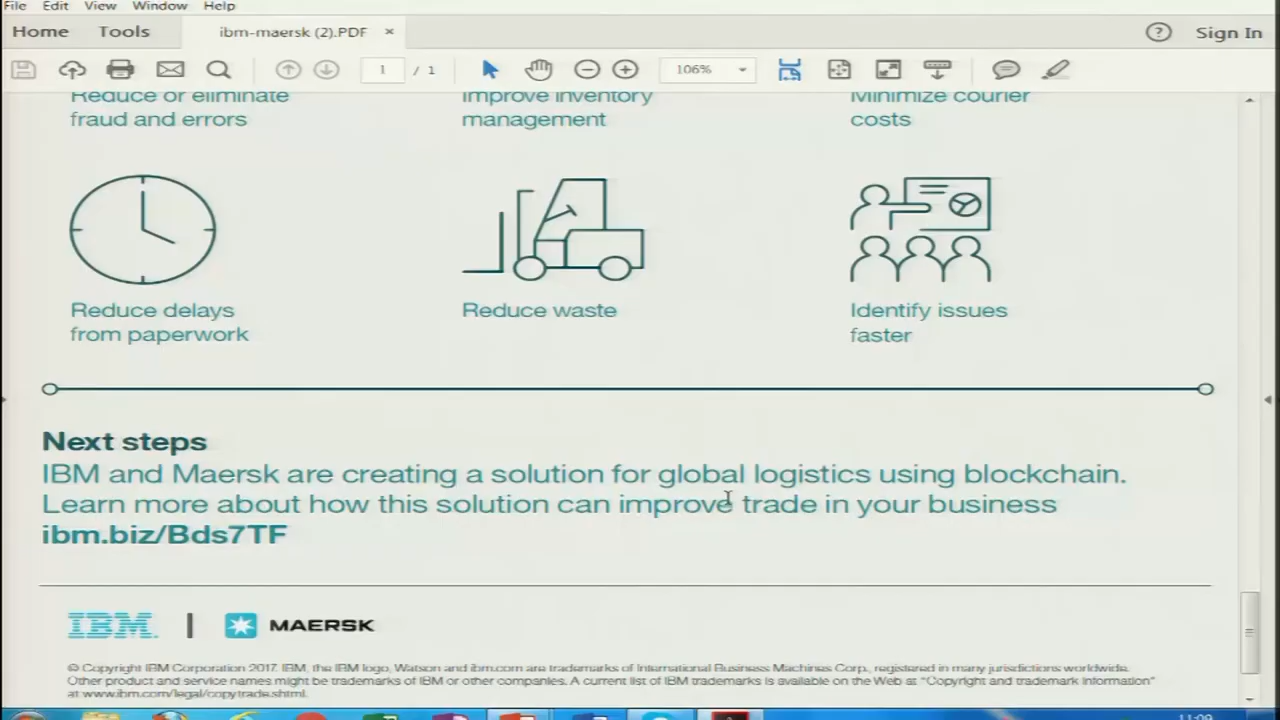 File Edit View Window Help
Home Tools ibm-maersk (2).PDF × ? Sign In
1 / 1 106%
Reduce or eliminate
fraud and errors
Improve inventory
management
Minimize courier
costs
Reduce delays
from paperwork
Reduce waste
Identify issues
faster
Next steps
IBM and Maersk are creating a solution for global logistics using blockchain.
Learn more about how this solution can improve trade in your business
ibm.biz/Bds7TF
IBM | MAERSK
© Copyright IBM Corporation 2017. IBM, the IBM logo, Watson and ibm.com are trademarks of International Business Machines Corp., registered in many jurisdictions worldwide.
Other product and service names might be trademarks of IBM or other companies. A current list of IBM trademarks is available on the Web at "Copyright and trademark information"
at www.ibm.com/legal/copytrade.shtml.